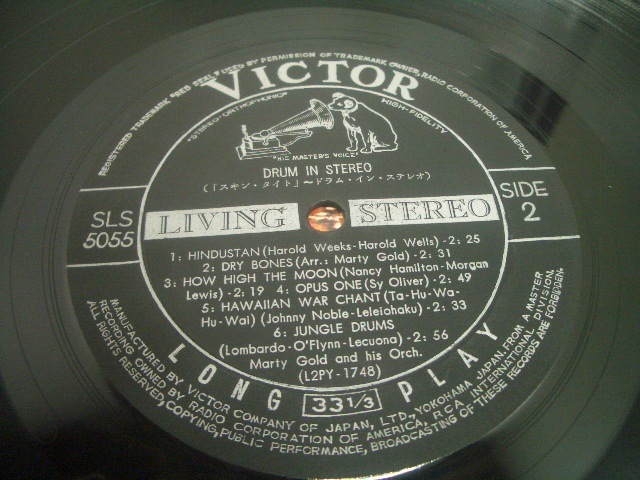 REGISTERED TRADEMARK USED BY PERMISSION OF TRADEMARK OWNER, RADIO CORPORATION OF AMERICA
VICTOR
"STEREO-ORTHOPHONIC" HIGH-FIDELITY
"HIS MASTER'S VOICE"
DRUM IN STEREO
(「スキン・タイト」〜ドラム・イン・ステレオ)
SLS
5055
LIVING STEREO
SIDE
2
1: HINDUSTAN (Harold Weeks-Harold Wells)-2: 25
2: DRY BONES (Arr.: Marty Gold)-2: 31
3: HOW HIGH THE MOON (Nancy Hamilton-Morgan
Lewis)-2: 19 4: OPUS ONE (Sy Oliver)-2: 49
5: HAWAIIAN WAR CHANT (Ta-Hu-Wa-
Hu-Wai) (Johnny Noble-Leleiohaku)-2: 33
6: JUNGLE DRUMS
(Lombardo-O'Flynn-Lecuona)-2: 56
Marty Gold and his Orch.
(L2PY-1748)
LONG 33 1/3 PLAY
MANUFACTURED BY VICTOR COMPANY OF JAPAN, LTD., YOKOHAMA JAPAN. FROM A MASTER
RECORDING OWNED BY RADIO CORPORATION OF AMERICA, RCA INTERNATIONAL DIVISION.
ALL RIGHTS RESERVED, COPYING, PUBLIC PERFORMANCE, BROADCASTING OF THESE RECORDS ARE FORBIDDEN.